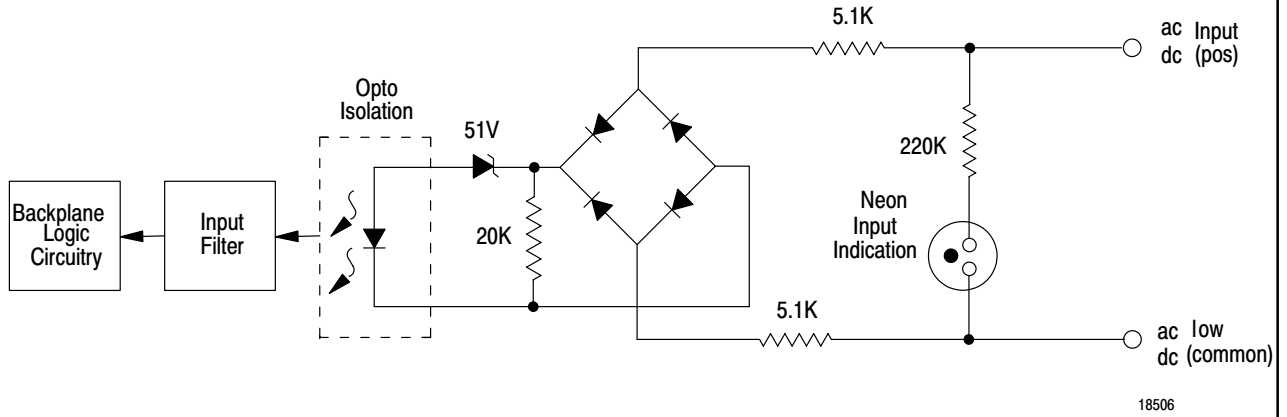 5.1K
ac Input
dc (pos)
Opto
Isolation
51V
220K
Backplane
Logic
Circuitry
Input
Filter
20K
Neon
Input
Indication
5.1K
ac low
dc (common)
18506